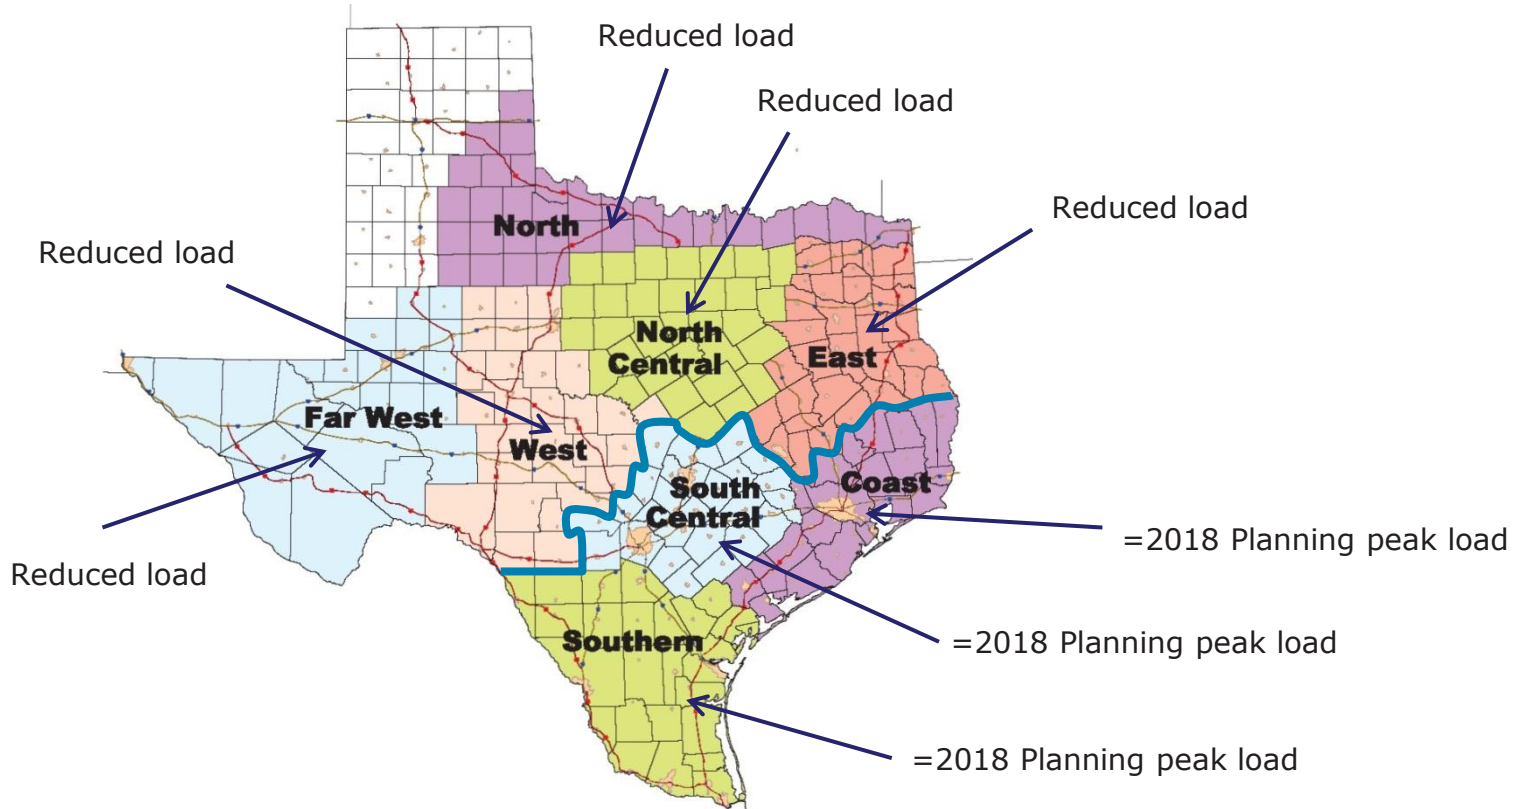 Reduced load
Reduced load
Reduced load
North
Reduced load
North
Central
East
Far West
West
Coast
South
Central
=2018 Planning peak load
Reduced load
Southern
=2018 Planning peak load
=2018 Planning peak load